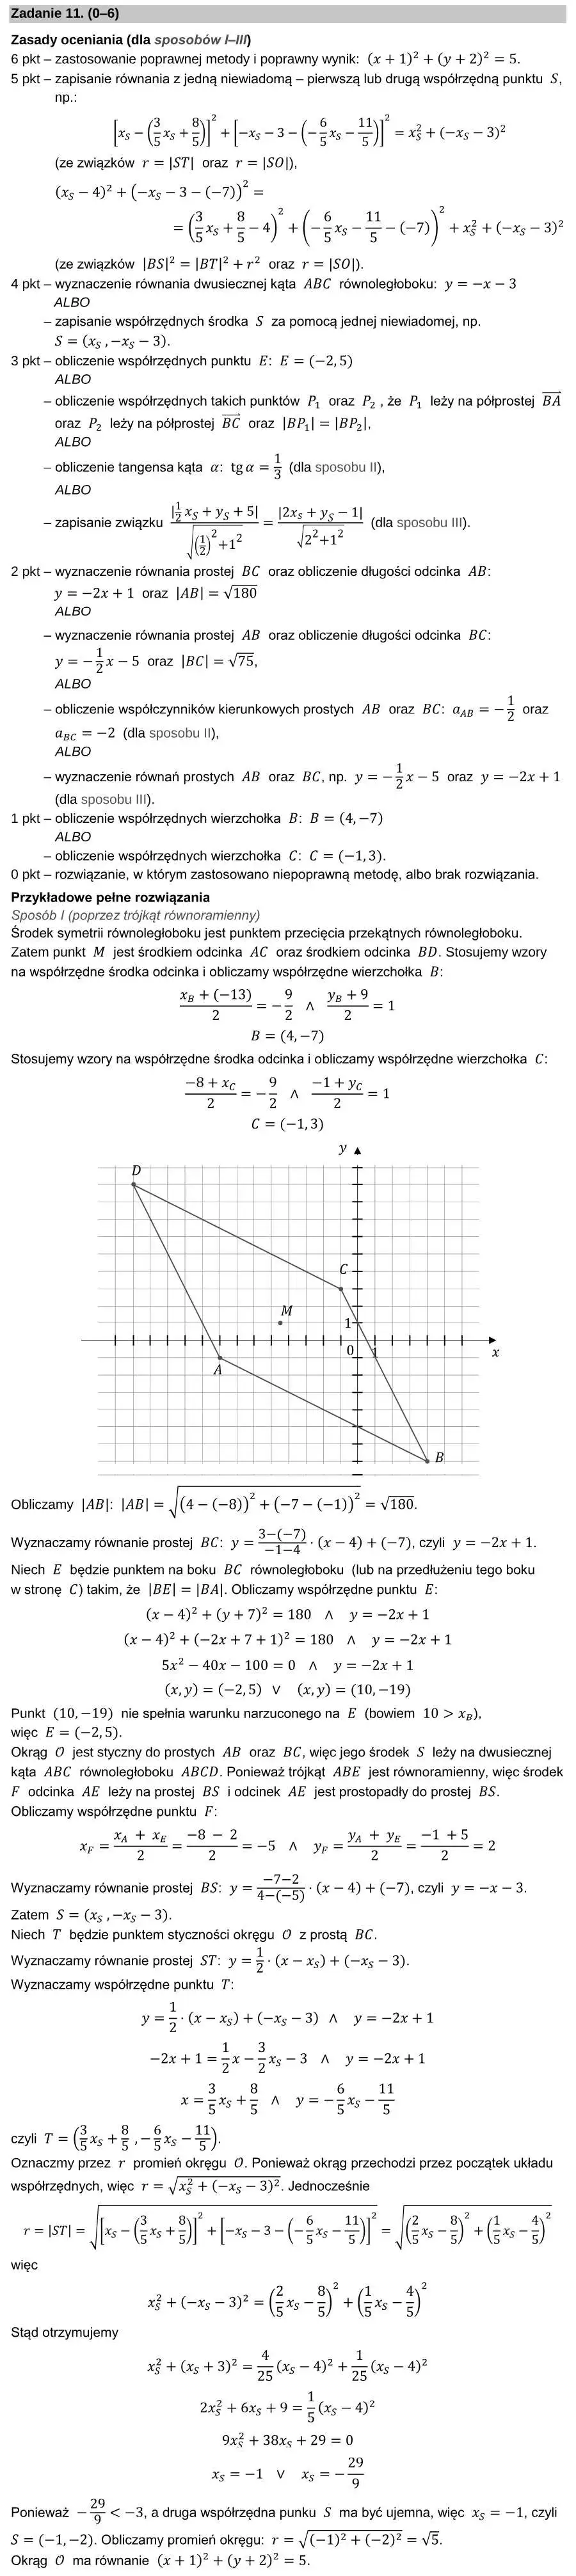 Zadanie 11. (0–6)
Zasady oceniania (dla sposobów I–III)
6 pkt – zastosowanie poprawnej metody i poprawny wynik: (x + 1)² + (y + 2)² = 5.
5 pkt – zapisanie równania z jedną niewiadomą – pierwszą lub drugą współrzędną punktu S,
np.:
[x_S − (3/5 x_S + 8/5)]² + [−x_S − 3 − (−6/5 x_S − 11/5)]² = x_S² + (−x_S − 3)²
(ze związków r = |ST| oraz r = |SO|),
(x_S − 4)² + (−x_S − 3 − (−7))² =
= (3/5 x_S + 8/5 − 4)² + (−6/5 x_S − 11/5 − (−7))² + x_S² + (−x_S − 3)²
(ze związków |BS|² = |BT|² + r² oraz r = |SO|).
4 pkt – wyznaczenie równania dwusiecznej kąta ABC równoległoboku: y = −x − 3
ALBO
– zapisanie współrzędnych środka S za pomocą jednej niewiadomej, np.
S = (x_S , −x_S − 3).
3 pkt – obliczenie współrzędnych punktu E: E = (−2, 5)
ALBO
– obliczenie współrzędnych takich punktów P₁ oraz P₂ , że P₁ leży na półprostej BA
oraz P₂ leży na półprostej BC oraz |BP₁| = |BP₂|,
ALBO
– obliczenie tangensa kąta α: tg α = 1/3 (dla sposobu II),
ALBO
– zapisanie związku |1/2 x_S + y_S + 5| / √((1/2)² + 1²) = |2x_S + y_S − 1| / √(2² + 1²) (dla sposobu III).
2 pkt – wyznaczenie równania prostej BC oraz obliczenie długości odcinka AB:
y = −2x + 1 oraz |AB| = √180
ALBO
– wyznaczenie równania prostej AB oraz obliczenie długości odcinka BC:
y = −1/2 x − 5 oraz |BC| = √75,
ALBO
– obliczenie współczynników kierunkowych prostych AB oraz BC: a_AB = −1/2 oraz
a_BC = −2 (dla sposobu II),
ALBO
– wyznaczenie równań prostych AB oraz BC, np. y = −1/2 x − 5 oraz y = −2x + 1
(dla sposobu III).
1 pkt – obliczenie współrzędnych wierzchołka B: B = (4, −7)
ALBO
– obliczenie współrzędnych wierzchołka C: C = (−1, 3).
0 pkt – rozwiązanie, w którym zastosowano niepoprawną metodę, albo brak rozwiązania.
Przykładowe pełne rozwiązania
Sposób I (poprzez trójkąt równoramienny)
Środek symetrii równoległoboku jest punktem przecięcia przekątnych równoległoboku.
Zatem punkt M jest środkiem odcinka AC oraz środkiem odcinka BD. Stosujemy wzory
na współrzędne środka odcinka i obliczamy współrzędne wierzchołka B:
(x_B + (−13))/2 = −9/2 ∧ (y_B + 9)/2 = 1
B = (4, −7)
Stosujemy wzory na współrzędne środka odcinka i obliczamy współrzędne wierzchołka C:
(−8 + x_C)/2 = −9/2 ∧ (−1 + y_C)/2 = 1
C = (−1, 3)
y
D
C
M
1
0
1
x
A
B
Obliczamy |AB|: |AB| = √((4 − (−8))² + (−7 − (−1))²) = √180.
Wyznaczamy równanie prostej BC: y = (3−(−7))/(−1−4) · (x − 4) + (−7), czyli y = −2x + 1.
Niech E będzie punktem na boku BC równoległoboku (lub na przedłużeniu tego boku
w stronę C) takim, że |BE| = |BA|. Obliczamy współrzędne punktu E:
(x − 4)² + (y + 7)² = 180 ∧ y = −2x + 1
(x − 4)² + (−2x + 7 + 1)² = 180 ∧ y = −2x + 1
5x² − 40x − 100 = 0 ∧ y = −2x + 1
(x, y) = (−2, 5) ∨ (x, y) = (10, −19)
Punkt (10, −19) nie spełnia warunku narzuconego na E (bowiem 10 > x_B),
więc E = (−2, 5).
Okrąg 𝒪 jest styczny do prostych AB oraz BC, więc jego środek S leży na dwusiecznej
kąta ABC równoległoboku ABCD. Ponieważ trójkąt ABE jest równoramienny, więc środek
F odcinka AE leży na prostej BS i odcinek AE jest prostopadły do prostej BS.
Obliczamy współrzędne punktu F:
x_F = (x_A + x_E)/2 = (−8 − 2)/2 = −5 ∧ y_F = (y_A + y_E)/2 = (−1 + 5)/2 = 2
Wyznaczamy równanie prostej BS: y = (−7−2)/(4−(−5)) · (x − 4) + (−7), czyli y = −x − 3.
Zatem S = (x_S , −x_S − 3).
Niech T będzie punktem styczności okręgu 𝒪 z prostą BC.
Wyznaczamy równanie prostej ST: y = 1/2 · (x − x_S) + (−x_S − 3).
Wyznaczamy współrzędne punktu T:
y = 1/2 · (x − x_S) + (−x_S − 3) ∧ y = −2x + 1
−2x + 1 = 1/2 x − 3/2 x_S − 3 ∧ y = −2x + 1
x = 3/5 x_S + 8/5 ∧ y = −6/5 x_S − 11/5
czyli T = (3/5 x_S + 8/5 , −6/5 x_S − 11/5).
Oznaczmy przez r promień okręgu 𝒪. Ponieważ okrąg przechodzi przez początek układu
współrzędnych, więc r = √(x_S² + (−x_S − 3)²). Jednocześnie
r = |ST| = √([x_S − (3/5 x_S + 8/5)]² + [−x_S − 3 − (−6/5 x_S − 11/5)]²) = √((2/5 x_S − 8/5)² + (1/5 x_S − 4/5)²)
więc
x_S² + (−x_S − 3)² = (2/5 x_S − 8/5)² + (1/5 x_S − 4/5)²
Stąd otrzymujemy
x_S² + (x_S + 3)² = 4/25 (x_S − 4)² + 1/25 (x_S − 4)²
2x_S² + 6x_S + 9 = 1/5 (x_S − 4)²
9x_S² + 38x_S + 29 = 0
x_S = −1 ∨ x_S = −29/9
Ponieważ −29/9 < −3, a druga współrzędna punku S ma być ujemna, więc x_S = −1, czyli
S = (−1, −2). Obliczamy promień okręgu: r = √((−1)² + (−2)²) = √5.
Okrąg 𝒪 ma równanie (x + 1)² + (y + 2)² = 5.